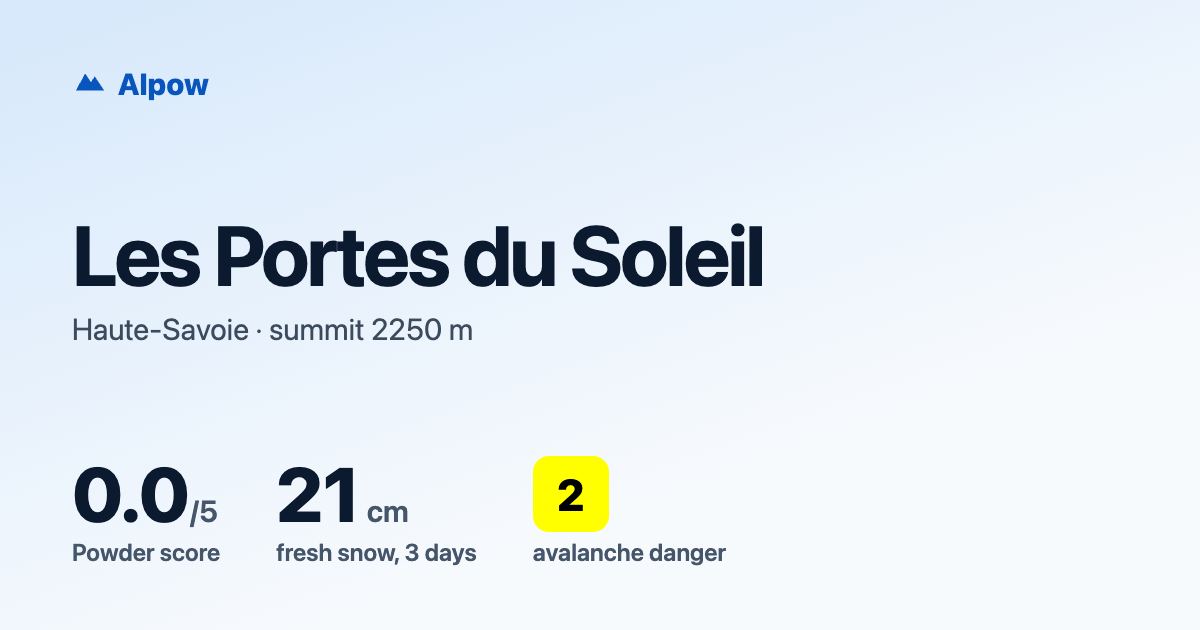 Alpow
Les Portes du Soleil
Haute-Savoie · summit 2250 m
0.0/5
Powder score
21 cm
fresh snow, 3 days
2
avalanche danger